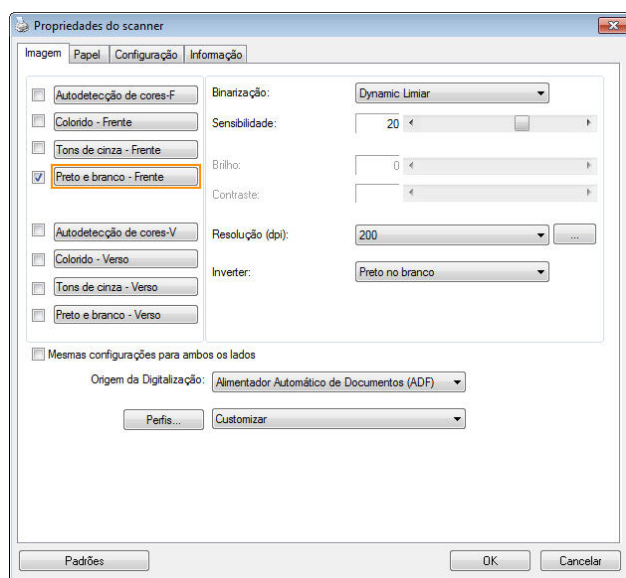 Propriedades do scanner
Imagem Papel Configuração Informação
Autodetecção de cores-F
Colorido - Frente
Tons de cinza - Frente
Preto e branco - Frente
Autodetecção de cores-V
Colorido - Verso
Tons de cinza - Verso
Preto e branco - Verso
Binarização: Dynamic Limiar
Sensibilidade: 20
Brilho: 0
Contraste:
Resolução (dpi): 200 ...
Inverter: Preto no branco
Mesmas configurações para ambos os lados
Origem da Digitalização: Alimentador Automático de Documentos (ADF)
Perfis... Customizar
Padrões OK Cancelar